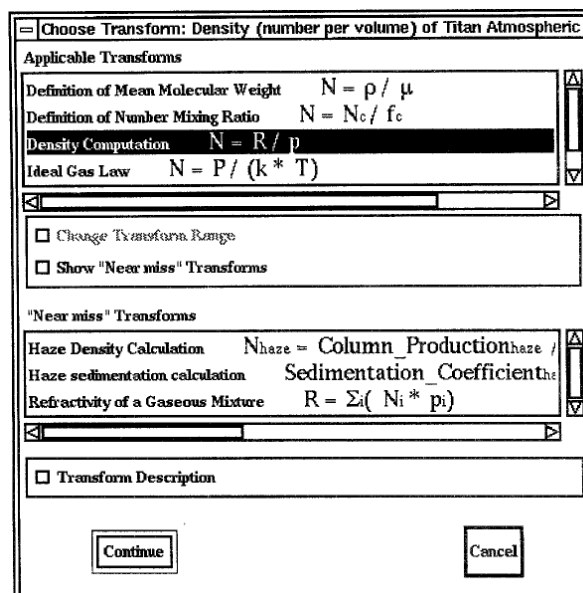 Choose Transform: Density (number per volume) of Titan Atmospheric
Applicable Transforms
Definition of Mean Molecular Weight N = ρ / μ
Definition of Number Mixing Ratio N = Nc / fc
Density Computation N = R / p
Ideal Gas Law N = P / (k * T)
Change Transform Range
Show "Near miss" Transforms
"Near miss" Transforms
Haze Density Calculation Nhaze = Column_Productionhaze /
Haze sedimentation calculation Sedimentation_Coefficientha
Refractivity of a Gaseous Mixture R = Σi( Ni * pi)
Transform Description
Continue Cancel